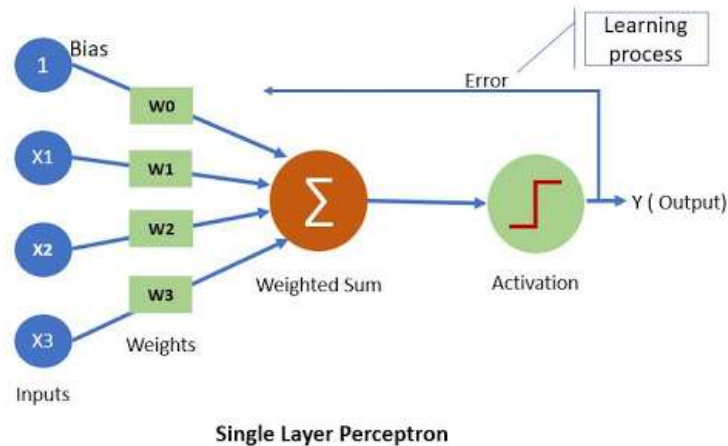 Learning
process
1
Bias
Error
W0
X1
W1
Σ
Y ( Output)
X2
W2
Weighted Sum
Activation
W3
X3
Weights
Inputs
Single Layer Perceptron